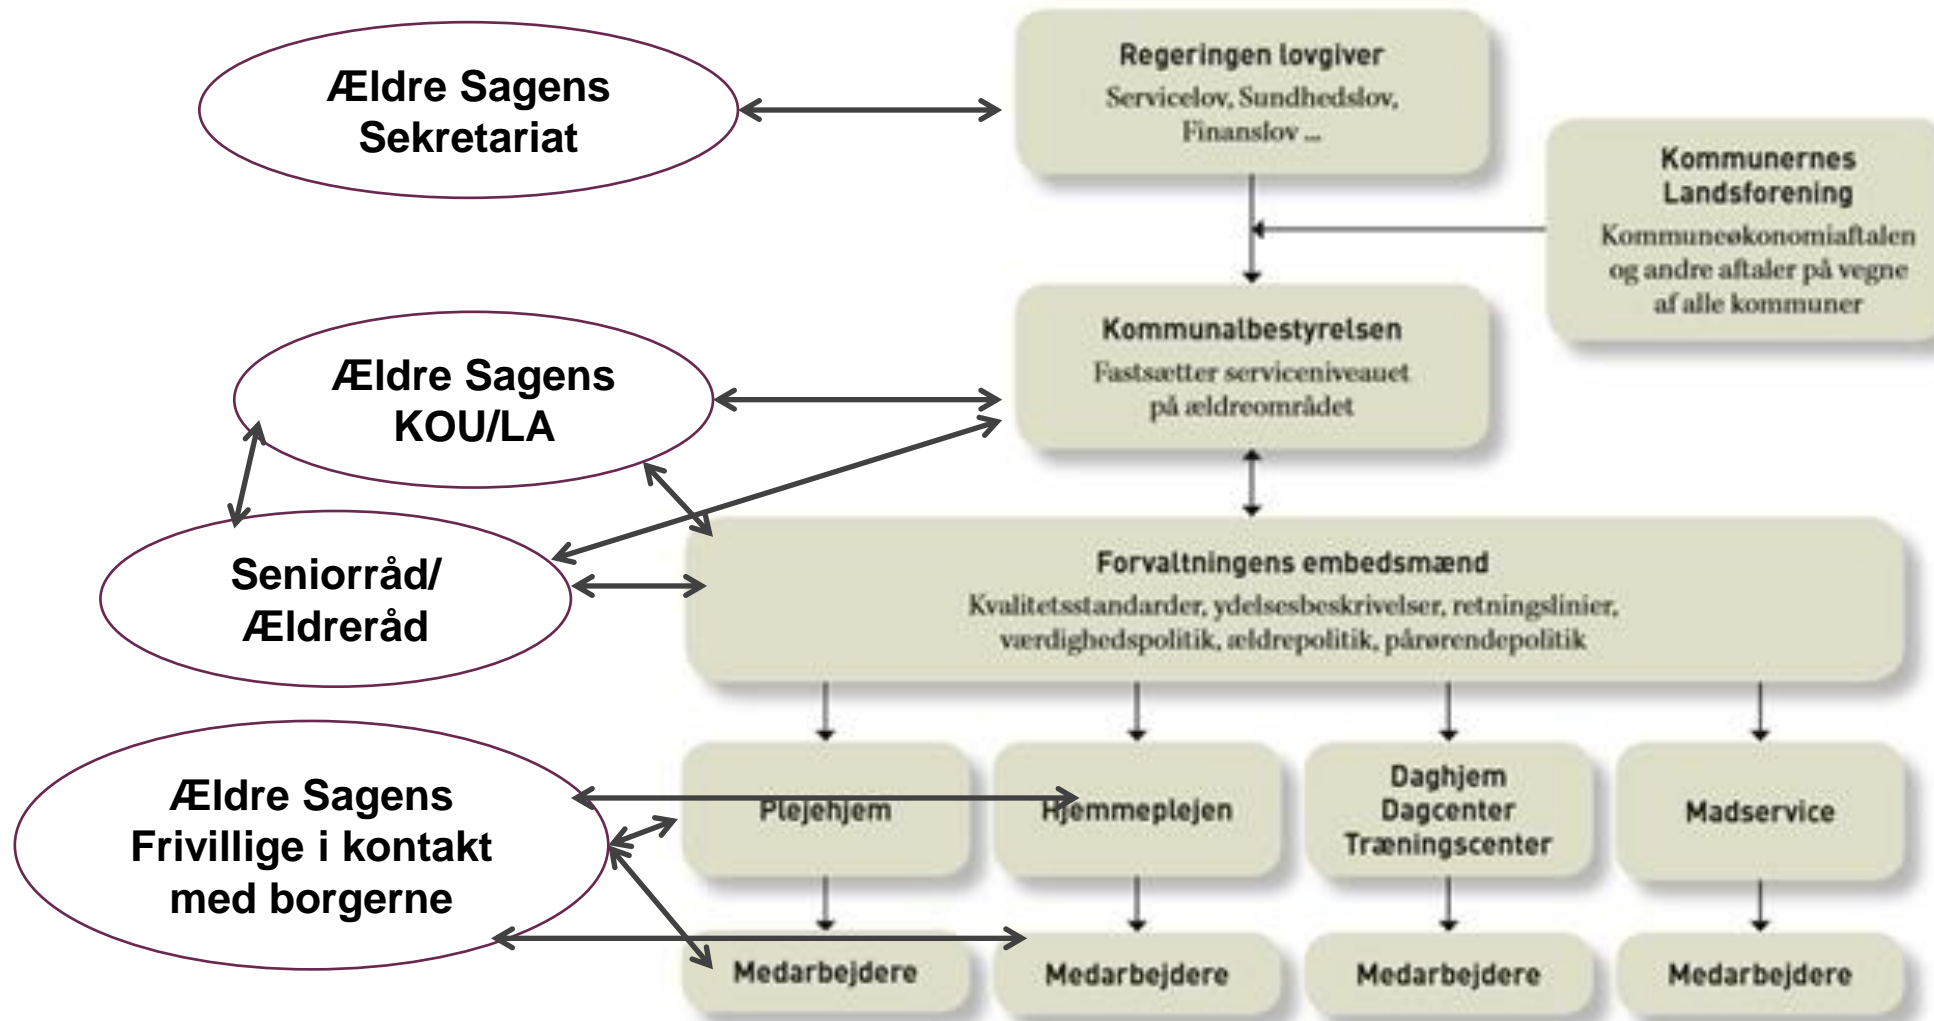 Ældre Sagens
Sekretariat
Regeringen lovgiver
Servicelov, Sundhedslov,
Finanslov ...
Kommunernes
Landsforening
Kommuneøkonomiaftalen
og andre aftaler på vegne
af alle kommuner
Ældre Sagens
KOU/LA
Kommunalbestyrelsen
Fastsætter serviceniveauet
på ældreområdet
Seniorråd/
Ældreråd
Forvaltningens embedsmænd
Kvalitetsstandarder, ydelsesbeskrivelser, retningslinier,
værdighedspolitik, ældrepolitik, pårørendepolitik
Ældre Sagens
Frivillige i kontakt
med borgerne
Plejehjem
Hjemmeplejen
Daghjem
Dagcenter
Træningscenter
Madservice
Medarbejdere
Medarbejdere
Medarbejdere
Medarbejdere